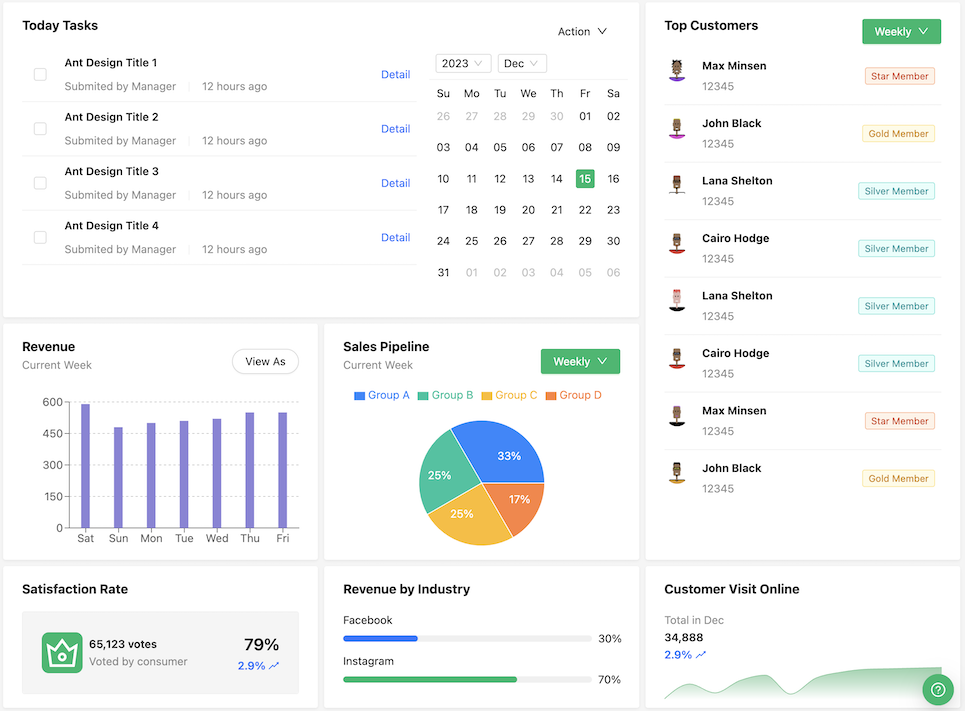 Today Tasks
Action
Ant Design Title 1
Submited by Manager 12 hours ago
Detail
Ant Design Title 2
Submited by Manager 12 hours ago
Detail
Ant Design Title 3
Submited by Manager 12 hours ago
Detail
Ant Design Title 4
Submited by Manager 12 hours ago
Detail
2023 Dec
Su Mo Tu We Th Fr Sa
26 27 28 29 30 01 02
03 04 05 06 07 08 09
10 11 12 13 14 15 16
17 18 19 20 21 22 23
24 25 26 27 28 29 30
31 01 02 03 04 05 06
Top Customers
Weekly
Max Minsen
12345
Star Member
John Black
12345
Gold Member
Lana Shelton
12345
Silver Member
Cairo Hodge
12345
Silver Member
Lana Shelton
12345
Silver Member
Cairo Hodge
12345
Silver Member
Max Minsen
12345
Star Member
John Black
12345
Gold Member
Revenue
Current Week
View As
600
450
300
150
0
Sat Sun Mon Tue Wed Thu Fri
Sales Pipeline
Current Week
Weekly
Group A Group B Group C Group D
33%
25%
17%
25%
Satisfaction Rate
65,123 votes
Voted by consumer
79%
2.9%
Revenue by Industry
Facebook
30%
Instagram
70%
Customer Visit Online
Total in Dec
34,888
2.9%
?